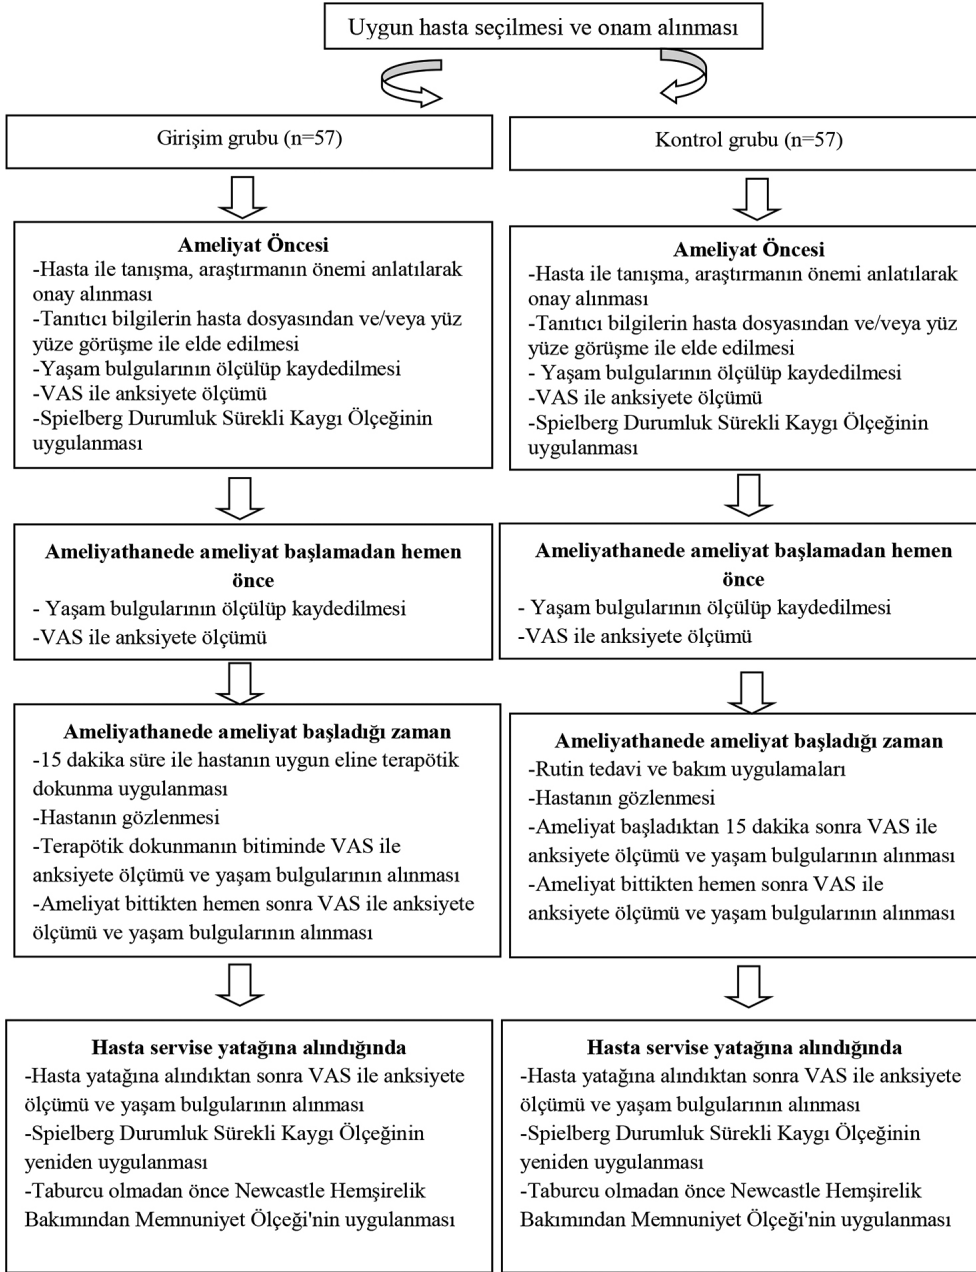 Uygun hasta seçilmesi ve onam alınması
Girişim grubu (n=57)
Kontrol grubu (n=57)
Ameliyat Öncesi
-Hasta ile tanışma, araştırmanın önemi anlatılarak
onay alınması
-Tanıtıcı bilgilerin hasta dosyasından ve/veya yüz
yüze görüşme ile elde edilmesi
-Yaşam bulgularının ölçülüp kaydedilmesi
-VAS ile anksiyete ölçümü
-Spielberg Durumluk Sürekli Kaygı Ölçeğinin
uygulanması
Ameliyat Öncesi
-Hasta ile tanışma, araştırmanın önemi anlatılarak
onay alınması
-Tanıtıcı bilgilerin hasta dosyasından ve/veya yüz
yüze görüşme ile elde edilmesi
- Yaşam bulgularının ölçülüp kaydedilmesi
-VAS ile anksiyete ölçümü
-Spielberg Durumluk Sürekli Kaygı Ölçeğinin
uygulanması
Ameliyathanede ameliyat başlamadan hemen
önce
- Yaşam bulgularının ölçülüp kaydedilmesi
-VAS ile anksiyete ölçümü
Ameliyathanede ameliyat başlamadan hemen
önce
- Yaşam bulgularının ölçülüp kaydedilmesi
-VAS ile anksiyete ölçümü
Ameliyathanede ameliyat başladığı zaman
-15 dakika süre ile hastanın uygun eline terapötik
dokunma uygulanması
-Hastanın gözlenmesi
-Terapötik dokunmanın bitiminde VAS ile
anksiyete ölçümü ve yaşam bulgularının alınması
-Ameliyat bittikten hemen sonra VAS ile anksiyete
ölçümü ve yaşam bulgularının alınması
Ameliyathanede ameliyat başladığı zaman
-Rutin tedavi ve bakım uygulamaları
-Hastanın gözlenmesi
-Ameliyat başladıktan 15 dakika sonra VAS ile
anksiyete ölçümü ve yaşam bulgularının alınması
-Ameliyat bittikten hemen sonra VAS ile
anksiyete ölçümü ve yaşam bulgularının alınması
Hasta servise yatağına alındığında
-Hasta yatağına alındıktan sonra VAS ile anksiyete
ölçümü ve yaşam bulgularının alınması
-Spielberg Durumluk Sürekli Kaygı Ölçeğinin
yeniden uygulanması
-Taburcu olmadan önce Newcastle Hemşirelik
Bakımından Memnuniyet Ölçeği'nin uygulanması
Hasta servise yatağına alındığında
-Hasta yatağına alındıktan sonra VAS ile anksiyete
ölçümü ve yaşam bulgularının alınması
-Spielberg Durumluk Sürekli Kaygı Ölçeğinin
yeniden uygulanması
-Taburcu olmadan önce Newcastle Hemşirelik
Bakımından Memnuniyet Ölçeği'nin uygulanması